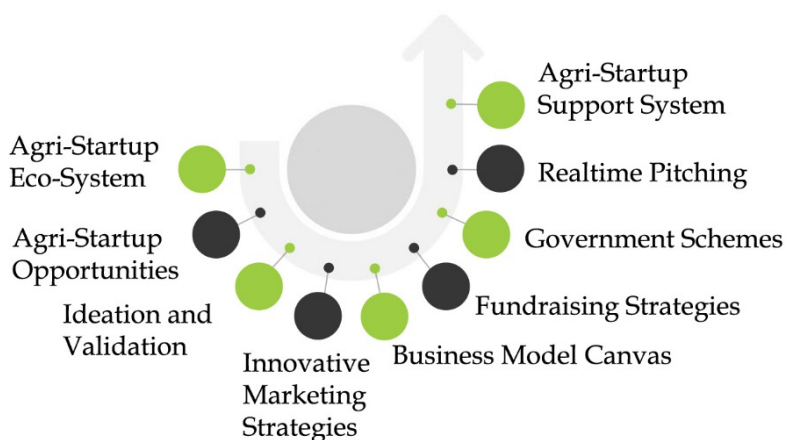 Agri-Startup
Eco-System
Agri-Startup
Opportunities
Ideation and
Validation
Innovative
Marketing
Strategies
Business Model Canvas
Fundraising Strategies
Government Schemes
Realtime Pitching
Agri-Startup
Support System